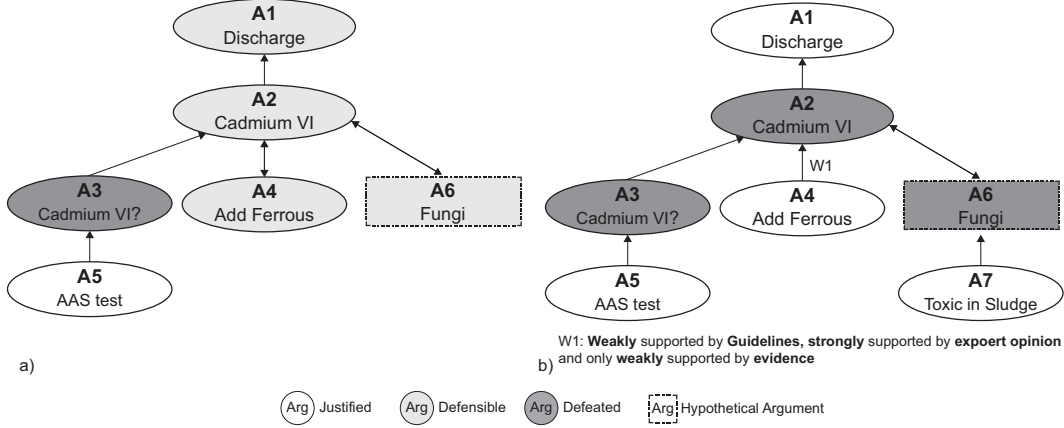 A1
Discharge
A2
Cadmium VI
A3
Cadmium VI?
A4
Add Ferrous
A6
Fungi
A5
AAS test
a)
A1
Discharge
A2
Cadmium VI
W1
A3
Cadmium VI?
A4
Add Ferrous
A6
Fungi
A5
AAS test
A7
Toxic in Sludge
W1: Weakly supported by Guidelines, strongly supported by expoert opinion
and only weakly supported by evidence
b)
Arg Justified
Arg Defensible
Arg Defeated
Arg Hypothetical Argument